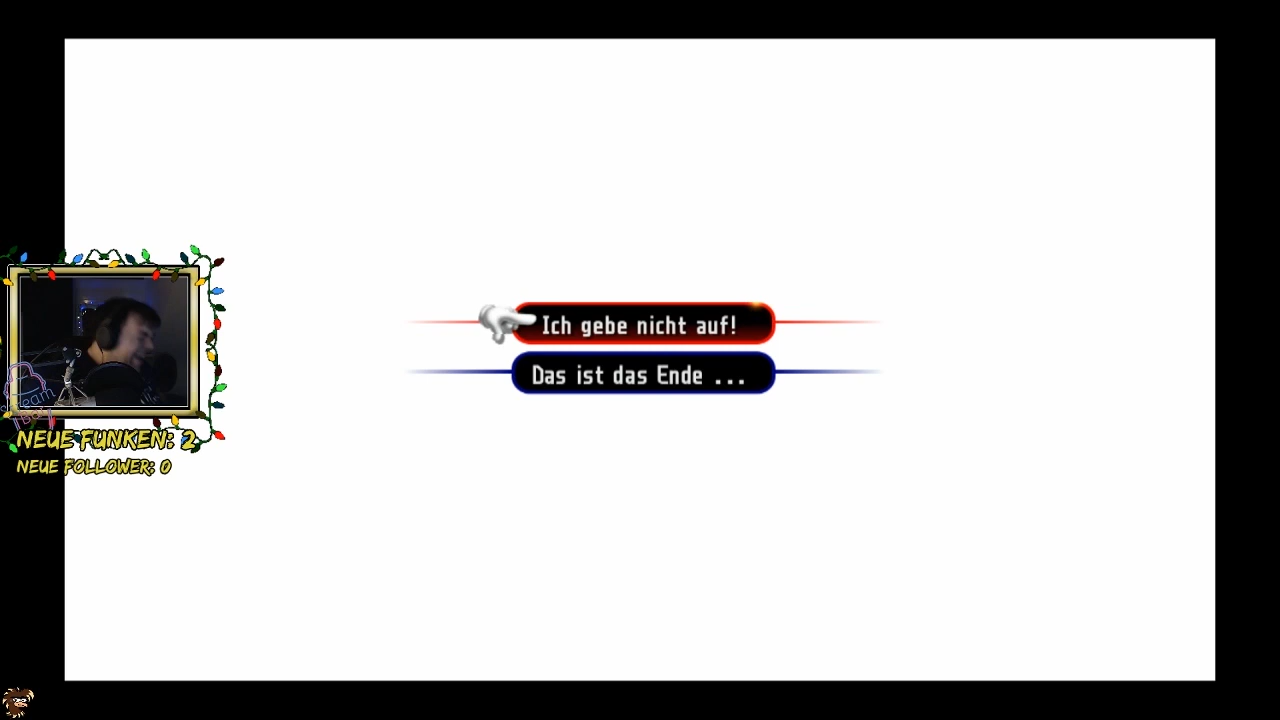 Ich gebe nicht auf!
Das ist das Ende ...
NEUE FUNKEN: 2
NEUE FOLLOWER: 0